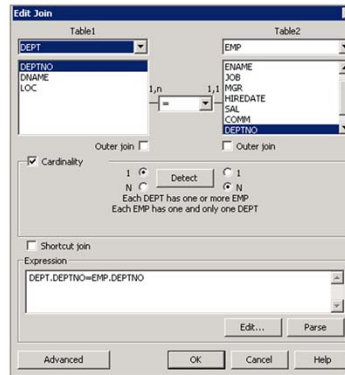 Edit Join
Table1
Table2
DEPT
EMP
DEPTNO
DNAME
LOC
1,n
=
1,1
ENAME
JOB
MGR
HIREDATE
SAL
COMM
DEPTNO
Outer join
Outer join
Cardinality
1
Detect
1
N
N
Each DEPT has one or more EMP
Each EMP has one and only one DEPT
Shortcut join
Expression
DEPT.DEPTNO=EMP.DEPTNO
Edit...
Parse
Advanced
OK
Cancel
Help